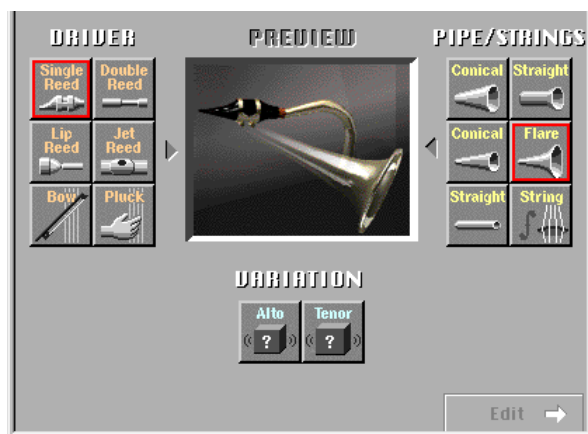 DRIVER
PREVIEW
PIPE/STRINGS
Single
Reed
Double
Reed
Lip
Reed
Jet
Reed
Bow
Pluck
Conical
Straight
Conical
Flare
Straight
String
VARIATION
Alto
Tenor
?
?
Edit